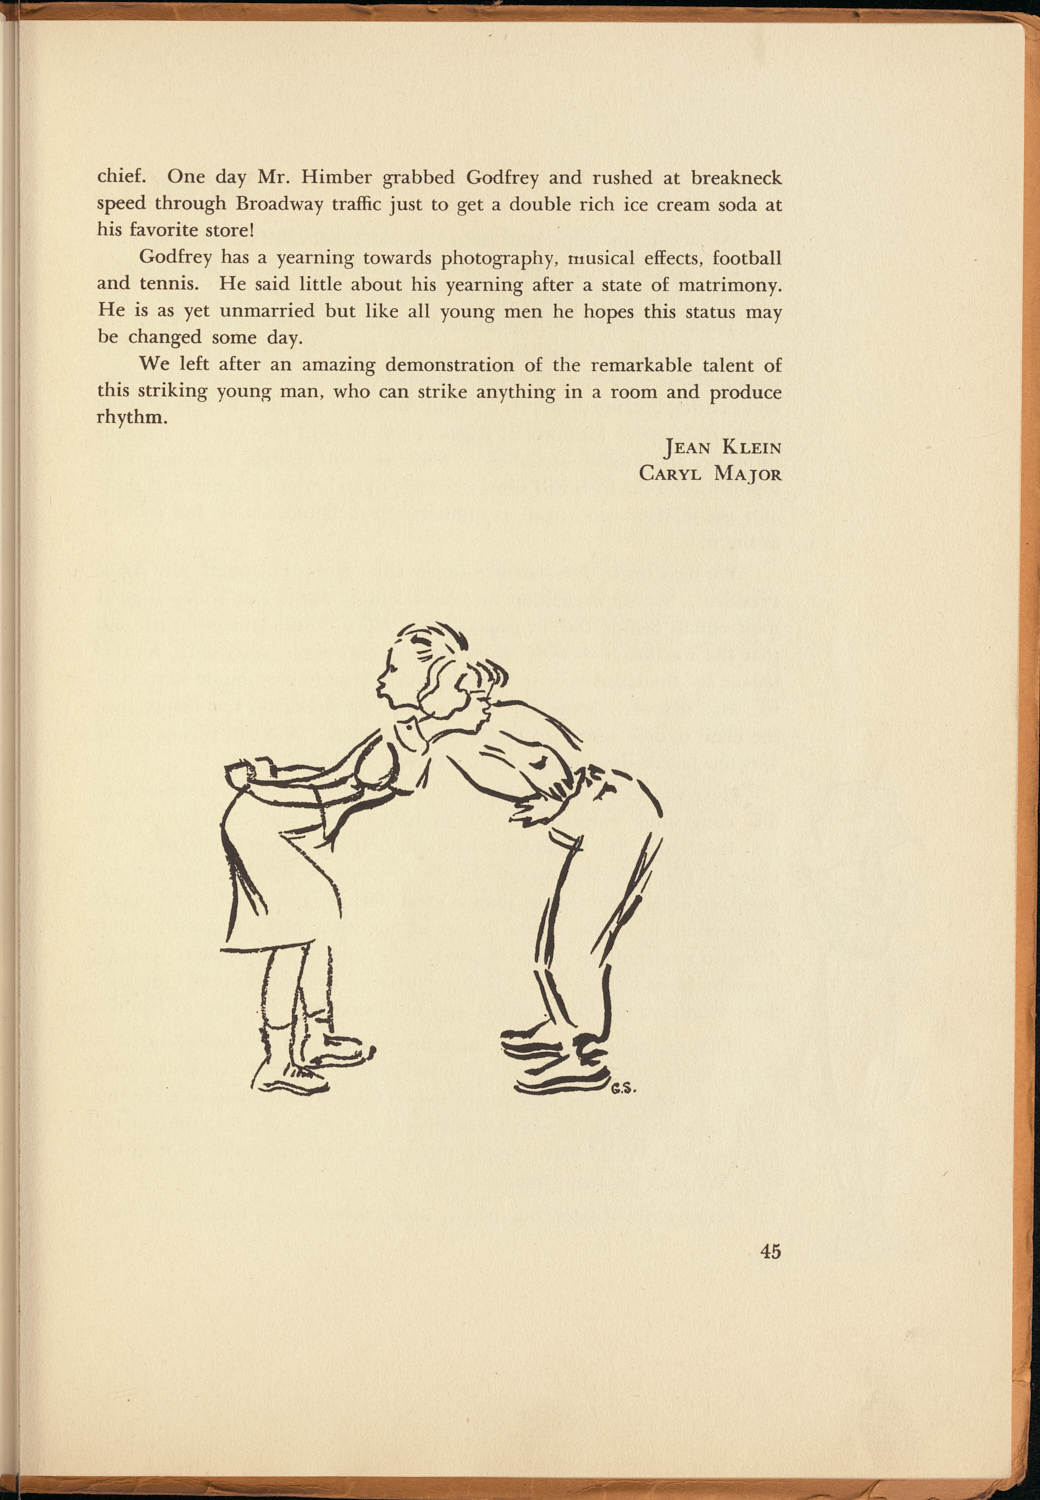 chief. One day Mr. Himber grabbed Godfrey and rushed at breakneck
speed through Broadway traffic just to get a double rich ice cream soda at
his favorite store!
Godfrey has a yearning towards photography, musical effects, football
and tennis. He said little about his yearning after a state of matrimony.
He is as yet unmarried but like all young men he hopes this status may
be changed some day.
We left after an amazing demonstration of the remarkable talent of
this striking young man, who can strike anything in a room and produce
rhythm.
Jean Klein
Caryl Major
G.S.
45